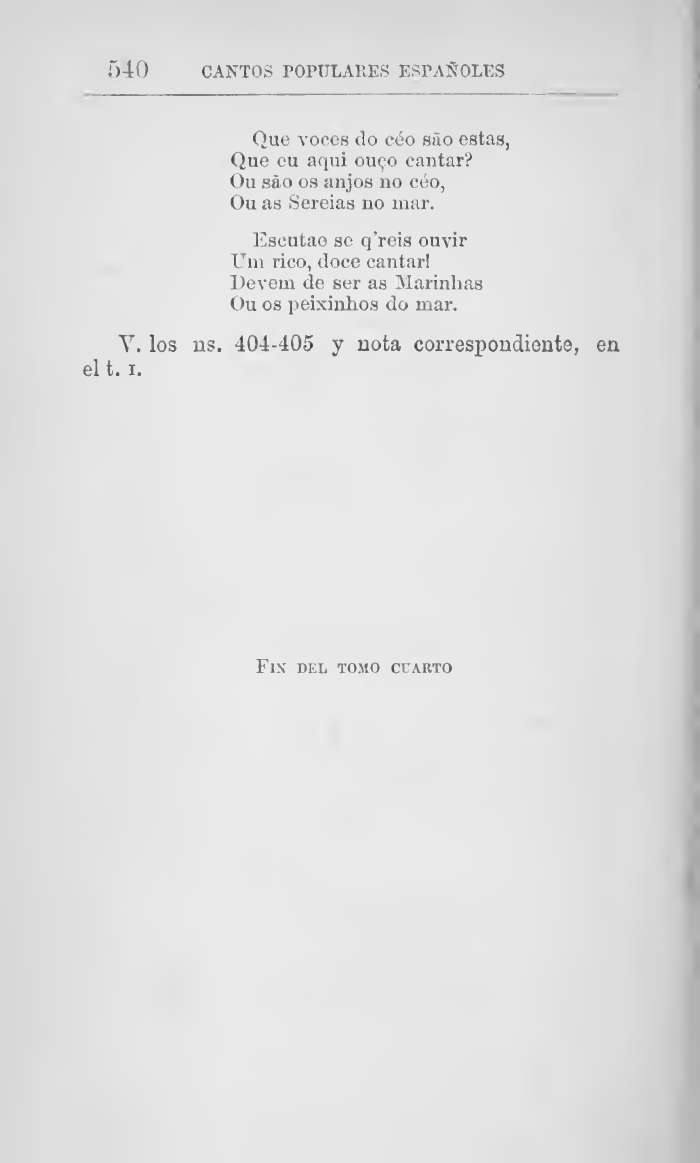 540 CANTOS POPULARES ESPAÑOLES
Que voces do céo são estas,
Que eu aqui ouço cantar?
Ou são os anjos no céo,
Ou as Sereias no mar.
Escutae se q'reis ouvir
Um rico, doce cantar!
Devem de ser as Marinhas
Ou os peixinhos do mar.
V. los ns. 404-405 y nota correspondiente, en
el t. I.
FIN DEL TOMO CUARTO